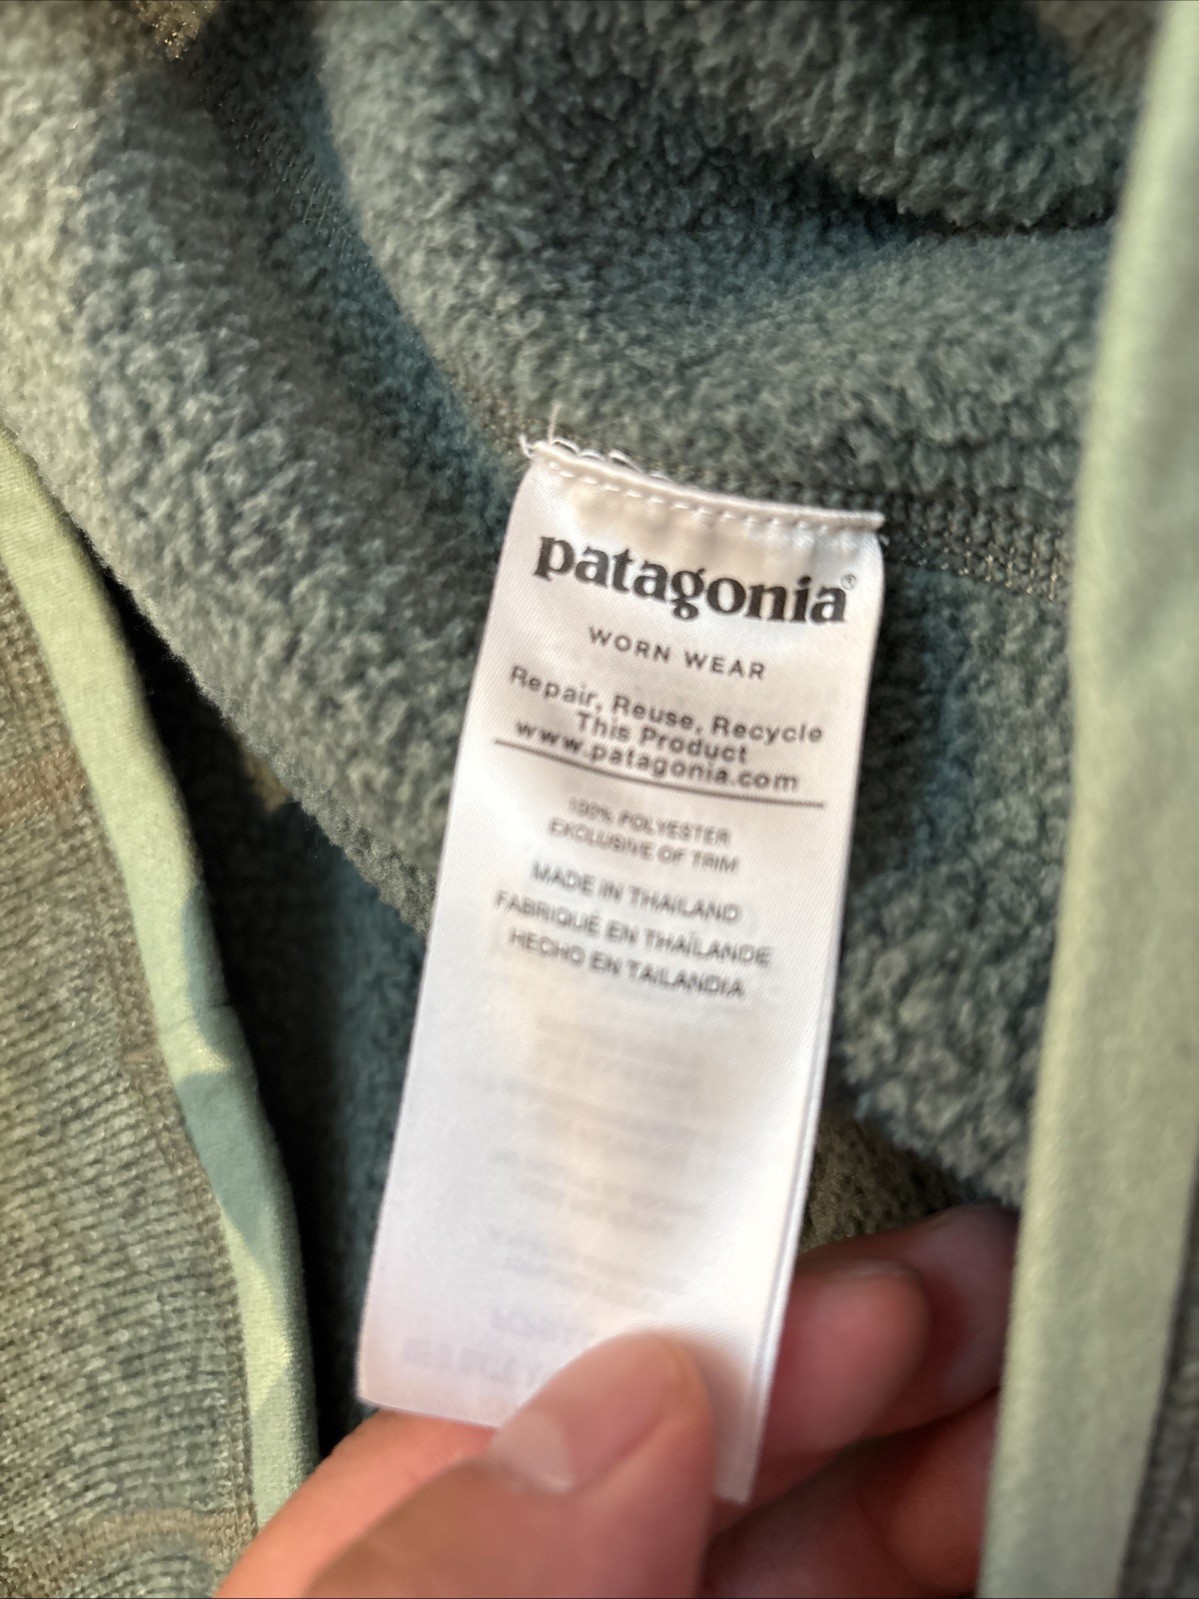 patagonia®
WORN WEAR
Repair, Reuse, Recycle
This Product
www.patagonia.com
100% POLYESTER
EXCLUSIVE OF TRIM
MADE IN THAILAND
FABRIQUÉ EN THAÏLANDE
HECHO EN TAILANDIA